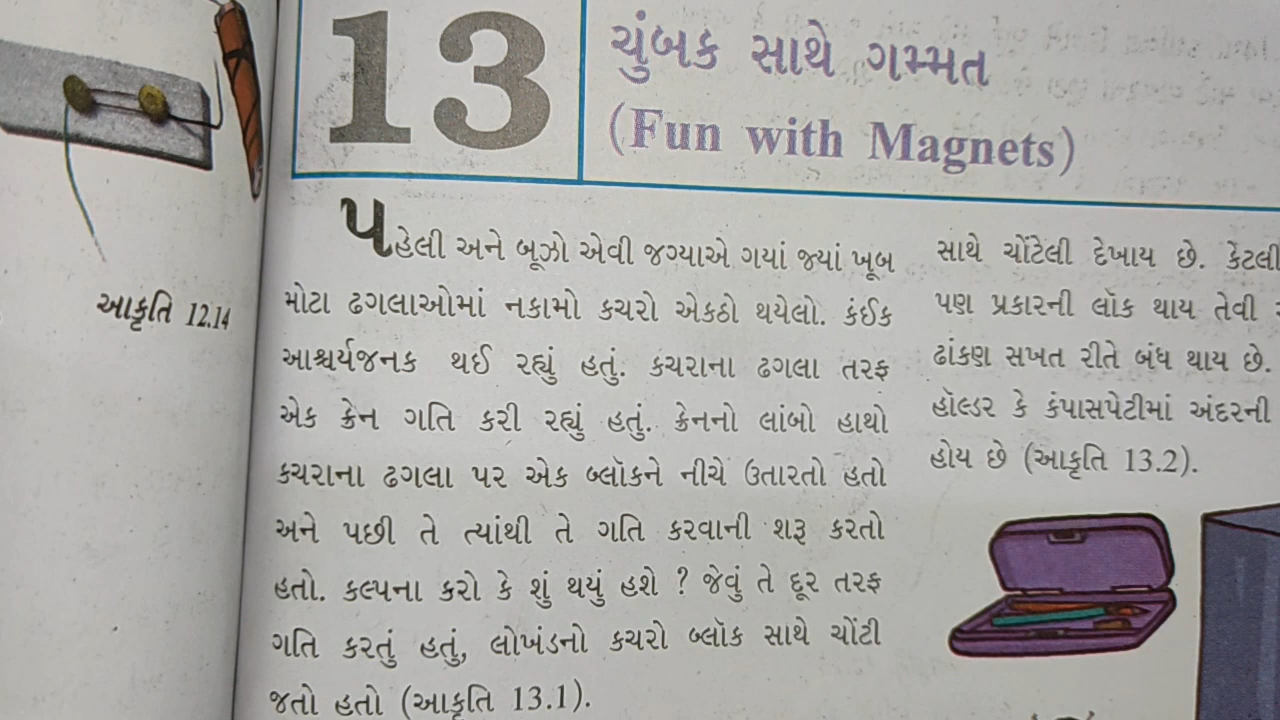 આકૃતિ 12.14
13
ચુંબક સાથે ગમ્મત
(Fun with Magnets)
પહેલી અને બૂઝો એવી જગ્યાએ ગયાં જ્યાં ખૂબ
મોટા ઢગલાઓમાં નકામો કચરો એકઠો થયેલો. કંઈક
આશ્ચર્યજનક થઈ રહ્યું હતું. કચરાના ઢગલા તરફ
એક ક્રેન ગતિ કરી રહ્યું હતું. ક્રેનનો લાંબો હાથો
કચરાના ઢગલા પર એક બ્લૉકને નીચે ઉતારતો હતો
અને પછી તે ત્યાંથી તે ગતિ કરવાની શરૂ કરતો
હતો. કલ્પના કરો કે શું થયું હશે ? જેવું તે દૂર તરફ
ગતિ કરતું હતું, લોખંડનો કચરો બ્લૉક સાથે ચોંટી
જતો હતો (આકૃતિ 13.1).
સાથે ચોંટેલી દેખાય છે. કેટલી
પણ પ્રકારની લૉક થાય તેવી
ઢાંકણ સખત રીતે બંધ થાય છે.
હૉલ્ડર કે કંપાસપેટીમાં અંદરની
હોય છે (આકૃતિ 13.2).